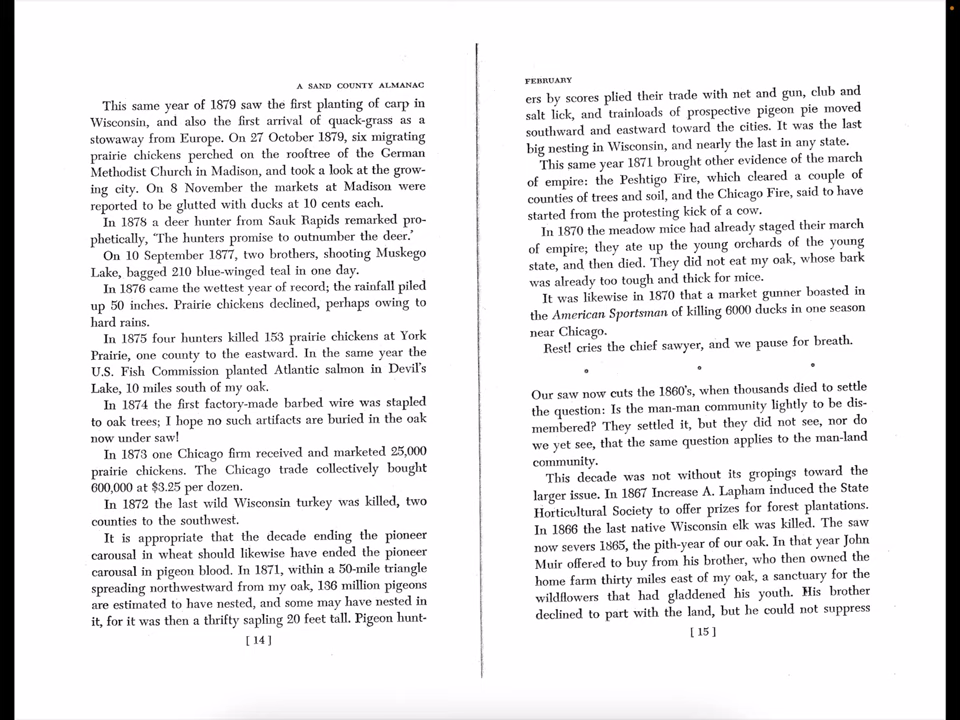 A SAND COUNTY ALMANAC
This same year of 1879 saw the first planting of carp in
Wisconsin, and also the first arrival of quack-grass as a
stowaway from Europe. On 27 October 1879, six migrating
prairie chickens perched on the rooftree of the German
Methodist Church in Madison, and took a look at the grow-
ing city. On 8 November the markets at Madison were
reported to be glutted with ducks at 10 cents each.
In 1878 a deer hunter from Sauk Rapids remarked pro-
phetically, 'The hunters promise to outnumber the deer.'
On 10 September 1877, two brothers, shooting Muskego
Lake, bagged 210 blue-winged teal in one day.
In 1876 came the wettest year of record; the rainfall piled
up 50 inches. Prairie chickens declined, perhaps owing to
hard rains.
In 1875 four hunters killed 153 prairie chickens at York
Prairie, one county to the eastward. In the same year the
U.S. Fish Commission planted Atlantic salmon in Devil's
Lake, 10 miles south of my oak.
In 1874 the first factory-made barbed wire was stapled
to oak trees; I hope no such artifacts are buried in the oak
now under saw!
In 1873 one Chicago firm received and marketed 25,000
prairie chickens. The Chicago trade collectively bought
600,000 at $3.25 per dozen.
In 1872 the last wild Wisconsin turkey was killed, two
counties to the southwest.
It is appropriate that the decade ending the pioneer
carousal in wheat should likewise have ended the pioneer
carousal in pigeon blood. In 1871, within a 50-mile triangle
spreading northwestward from my oak, 136 million pigeons
are estimated to have nested, and some may have nested in
it, for it was then a thrifty sapling 20 feet tall. Pigeon hunt-
[ 14 ]
FEBRUARY
ers by scores plied their trade with net and gun, club and
salt lick, and trainloads of prospective pigeon pie moved
southward and eastward toward the cities. It was the last
big nesting in Wisconsin, and nearly the last in any state.
This same year 1871 brought other evidence of the march
of empire: the Peshtigo Fire, which cleared a couple of
counties of trees and soil, and the Chicago Fire, said to have
started from the protesting kick of a cow.
In 1870 the meadow mice had already staged their march
of empire; they ate up the young orchards of the young
state, and then died. They did not eat my oak, whose bark
was already too tough and thick for mice.
It was likewise in 1870 that a market gunner boasted in
the American Sportsman of killing 6000 ducks in one season
near Chicago.
Rest! cries the chief sawyer, and we pause for breath.
Our saw now cuts the 1860's, when thousands died to settle
the question: Is the man-man community lightly to be dis-
membered? They settled it, but they did not see, nor do
we yet see, that the same question applies to the man-land
community.
This decade was not without its gropings toward the
larger issue. In 1867 Increase A. Lapham induced the State
Horticultural Society to offer prizes for forest plantations.
In 1866 the last native Wisconsin elk was killed. The saw
now severs 1865, the pith-year of our oak. In that year John
Muir offered to buy from his brother, who then owned the
home farm thirty miles east of my oak, a sanctuary for the
wildflowers that had gladdened his youth. His brother
declined to part with the land, but he could not suppress
[ 15 ]